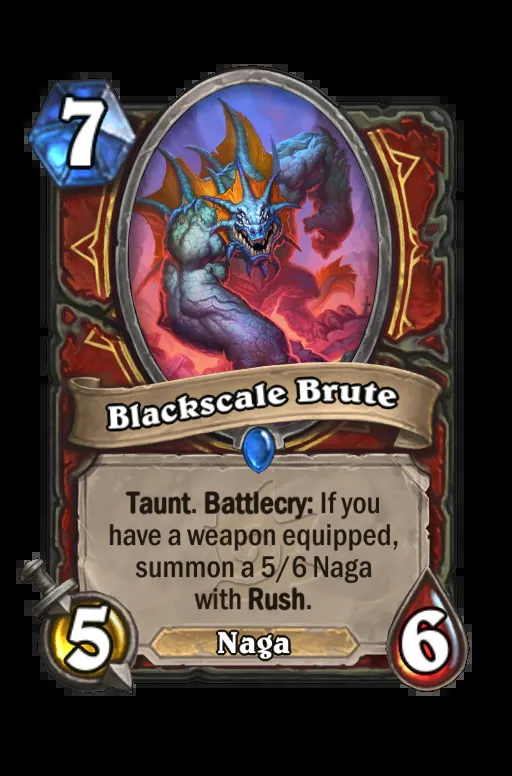 7
Blackscale Brute
Taunt. Battlecry: If you
have a weapon equipped,
summon a 5/6 Naga
with Rush.
5
Naga
6